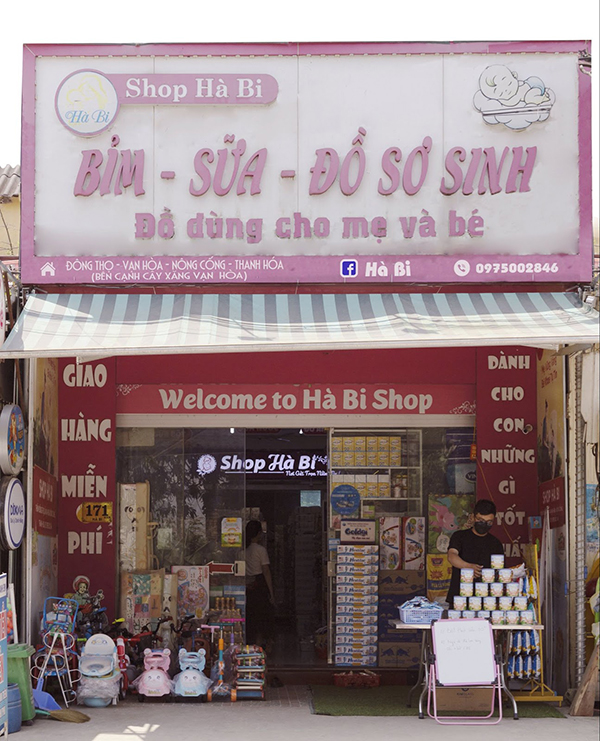 Shop Hà Bi
Hà Bi
BỈM - SỮA - ĐỒ SƠ SINH
Đồ dùng cho mẹ và bé
ĐÔNG THỌ - VẠN HÒA - NÔNG CỐNG - THANH HÓA
(BÊN CẠNH CÂY XĂNG VẠN HÒA)
Hà Bi
0975002846
GIAO
HÀNG
MIỄN
PHÍ
171
Welcome to Hà Bi Shop
Shop Hà Bi
DÀNH
CHO
CON
NHỮNG
GÌ
TỐT
NHẤT